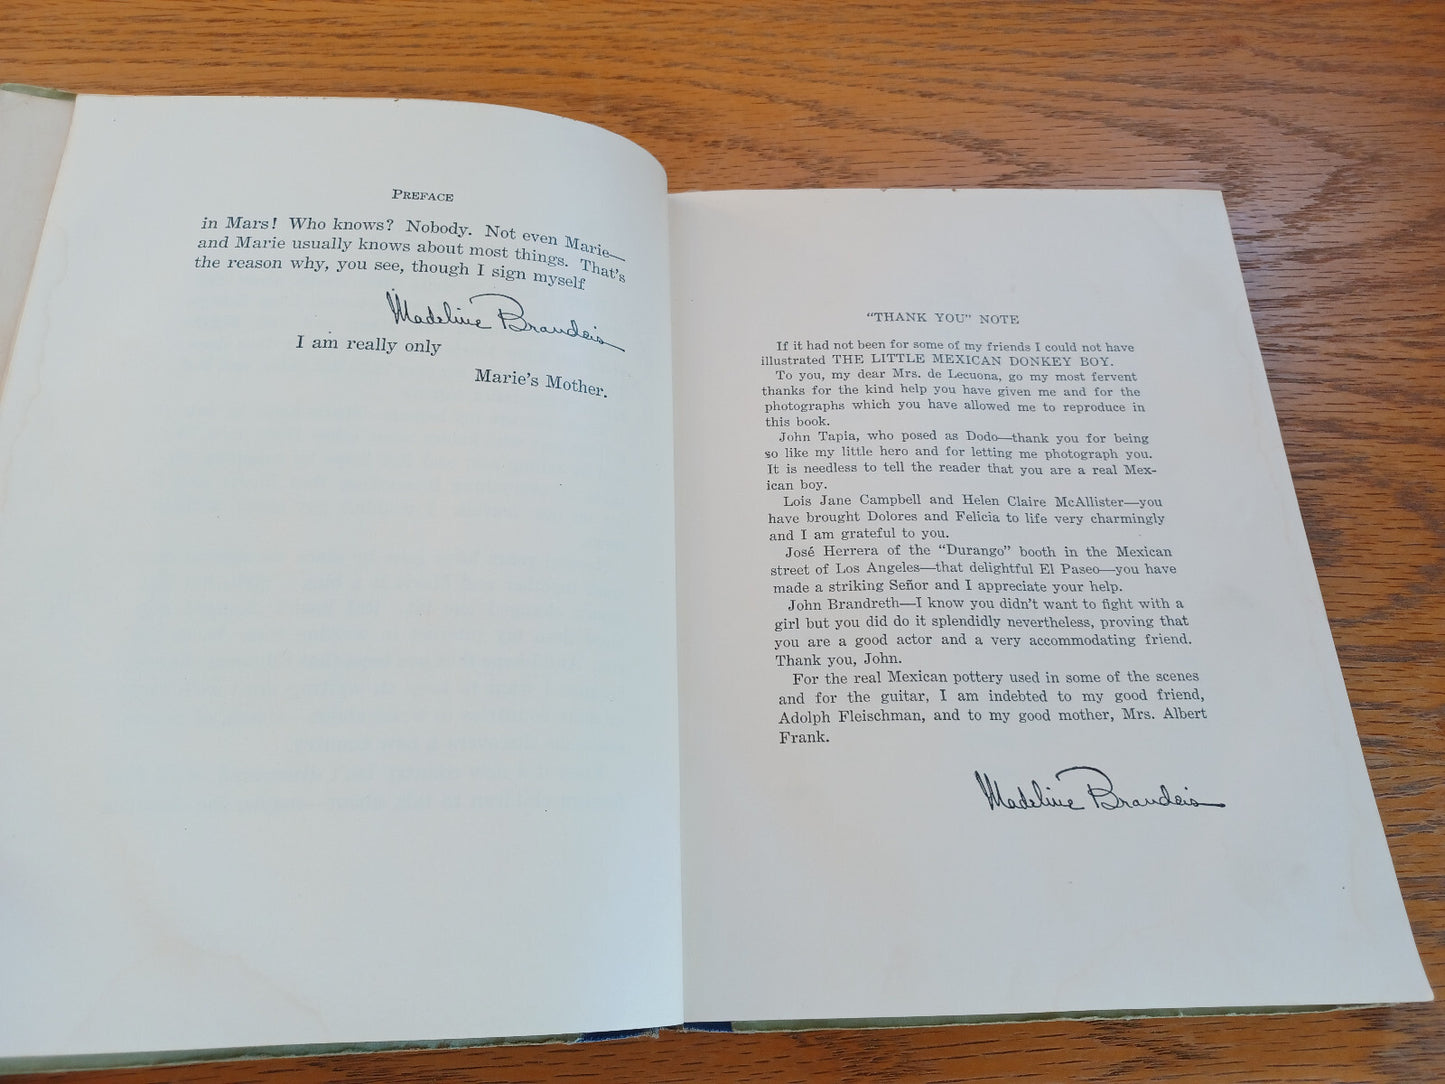 PREFACE
in Mars! Who knows? Nobody. Not even Marie—
and Marie usually knows about most things. That's
the reason why, you see, though I sign myself
Madeline Brandeis
I am really only
Marie's Mother.
"THANK YOU" NOTE
If it had not been for some of my friends I could not have
illustrated THE LITTLE MEXICAN DONKEY BOY.
To you, my dear Mrs. de Lecuona, go my most fervent
thanks for the kind help you have given me and for the
photographs which you have allowed me to reproduce in
this book.
John Tapia, who posed as Dodo—thank you for being
so like my little hero and for letting me photograph you.
It is needless to tell the reader that you are a real Mex-
ican boy.
Lois Jane Campbell and Helen Claire McAllister—you
have brought Dolores and Felicia to life very charmingly
and I am grateful to you.
José Herrera of the "Durango" booth in the Mexican
street of Los Angeles—that delightful El Paseo—you have
made a striking Señor and I appreciate your help.
John Brandreth—I know you didn't want to fight with a
girl but you did do it splendidly nevertheless, proving that
you are a good actor and a very accommodating friend.
Thank you, John.
For the real Mexican pottery used in some of the scenes
and for the guitar, I am indebted to my good friend,
Adolph Fleischman, and to my good mother, Mrs. Albert
Frank.
Madeline Brandeis